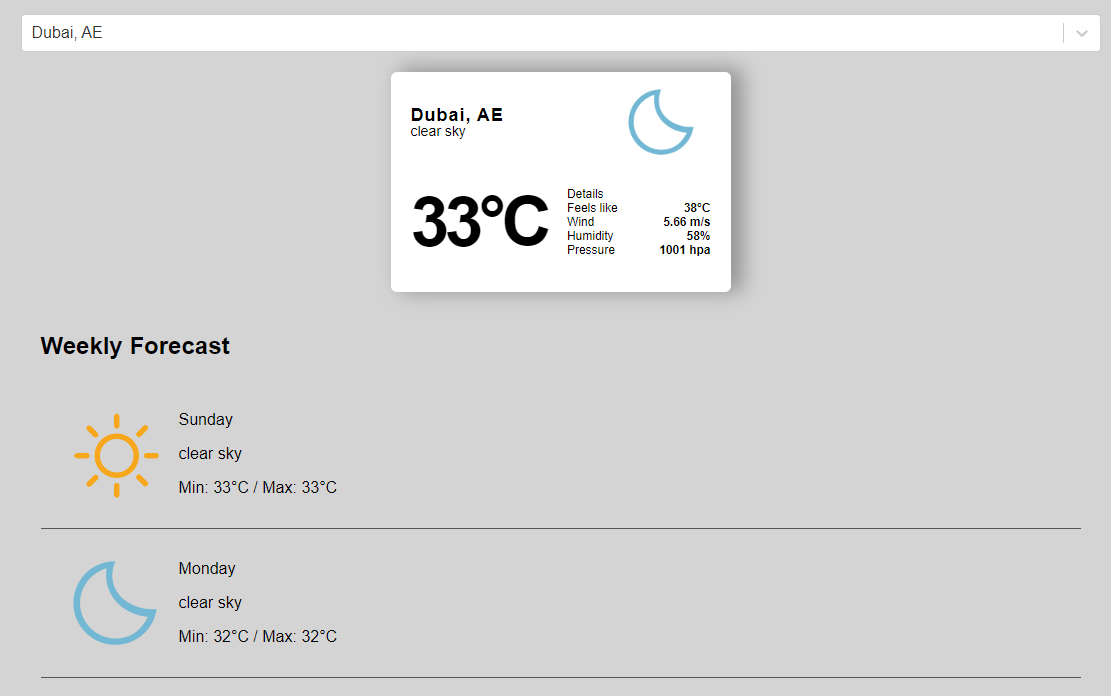 Dubai, AE
Dubai, AE
clear sky
33°C
Details
Feels like 38°C
Wind 5.66 m/s
Humidity 58%
Pressure 1001 hpa
Weekly Forecast
Sunday
clear sky
Min: 33°C / Max: 33°C
Monday
clear sky
Min: 32°C / Max: 32°C